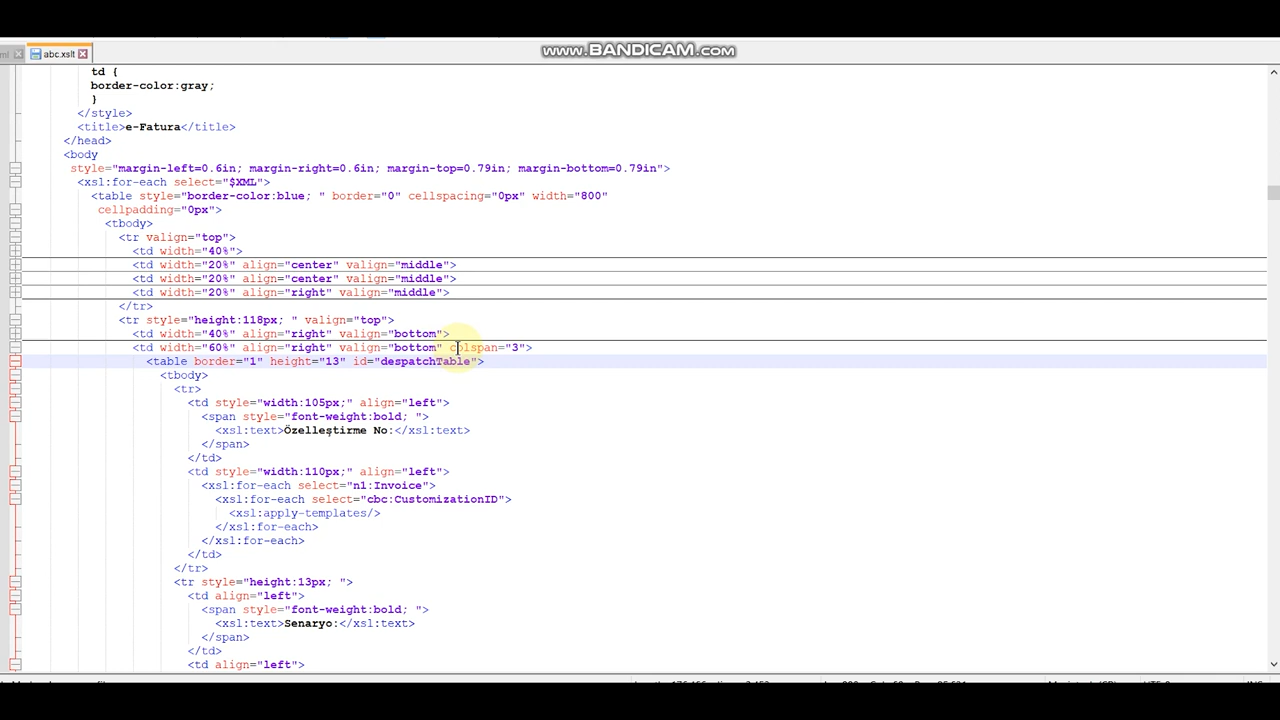 www.BANDICAM.com
abc.xslt
td {
border-color:gray;
}
</style>
<title>e-Fatura</title>
</head>
<body
style="margin-left=0.6in; margin-right=0.6in; margin-top=0.79in; margin-bottom=0.79in">
<xsl:for-each select="$XML">
<table style="border-color:blue; " border="0" cellspacing="0px" width="800"
cellpadding="0px">
<tbody>
<tr valign="top">
<td width="40%">
<td width="20%" align="center" valign="middle">
<td width="20%" align="center" valign="middle">
<td width="20%" align="right" valign="middle">
</tr>
<tr style="height:118px; " valign="top">
<td width="40%" align="right" valign="bottom">
<td width="60%" align="right" valign="bottom" colspan="3">
<table border="1" height="13" id="despatchTable">
<tbody>
<tr>
<td style="width:105px;" align="left">
<span style="font-weight:bold; ">
<xsl:text>Özelleştirme No:</xsl:text>
</span>
</td>
<td style="width:110px;" align="left">
<xsl:for-each select="n1:Invoice">
<xsl:for-each select="cbc:CustomizationID">
<xsl:apply-templates/>
</xsl:for-each>
</xsl:for-each>
</td>
</tr>
<tr style="height:13px; ">
<td align="left">
<span style="font-weight:bold; ">
<xsl:text>Senaryo:</xsl:text>
</span>
</td>
<td align="left">